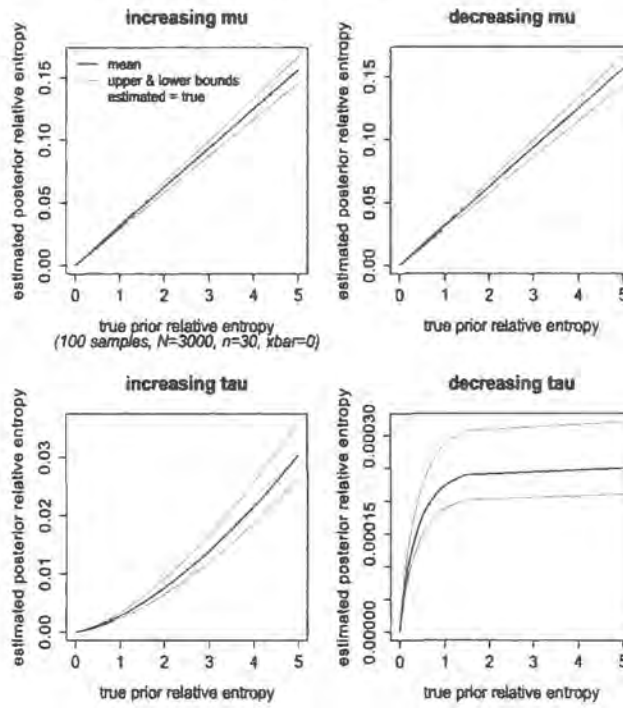 increasing mu
decreasing mu
estimated posterior relative entropy
0.00 0.05 0.10 0.15
mean
upper & lower bounds
estimated = true
0 1 2 3 4 5
true prior relative entropy
(100 samples, N=3000, n=30, xbar=0)
estimated posterior relative entropy
0.00 0.05 0.10 0.15
0 1 2 3 4 5
true prior relative entropy
increasing tau
decreasing tau
estimated posterior relative entropy
0.00 0.01 0.02 0.03
0 1 2 3 4 5
true prior relative entropy
estimated posterior relative entropy
0.00000 0.00015 0.00030
0 1 2 3 4 5
true prior relative entropy